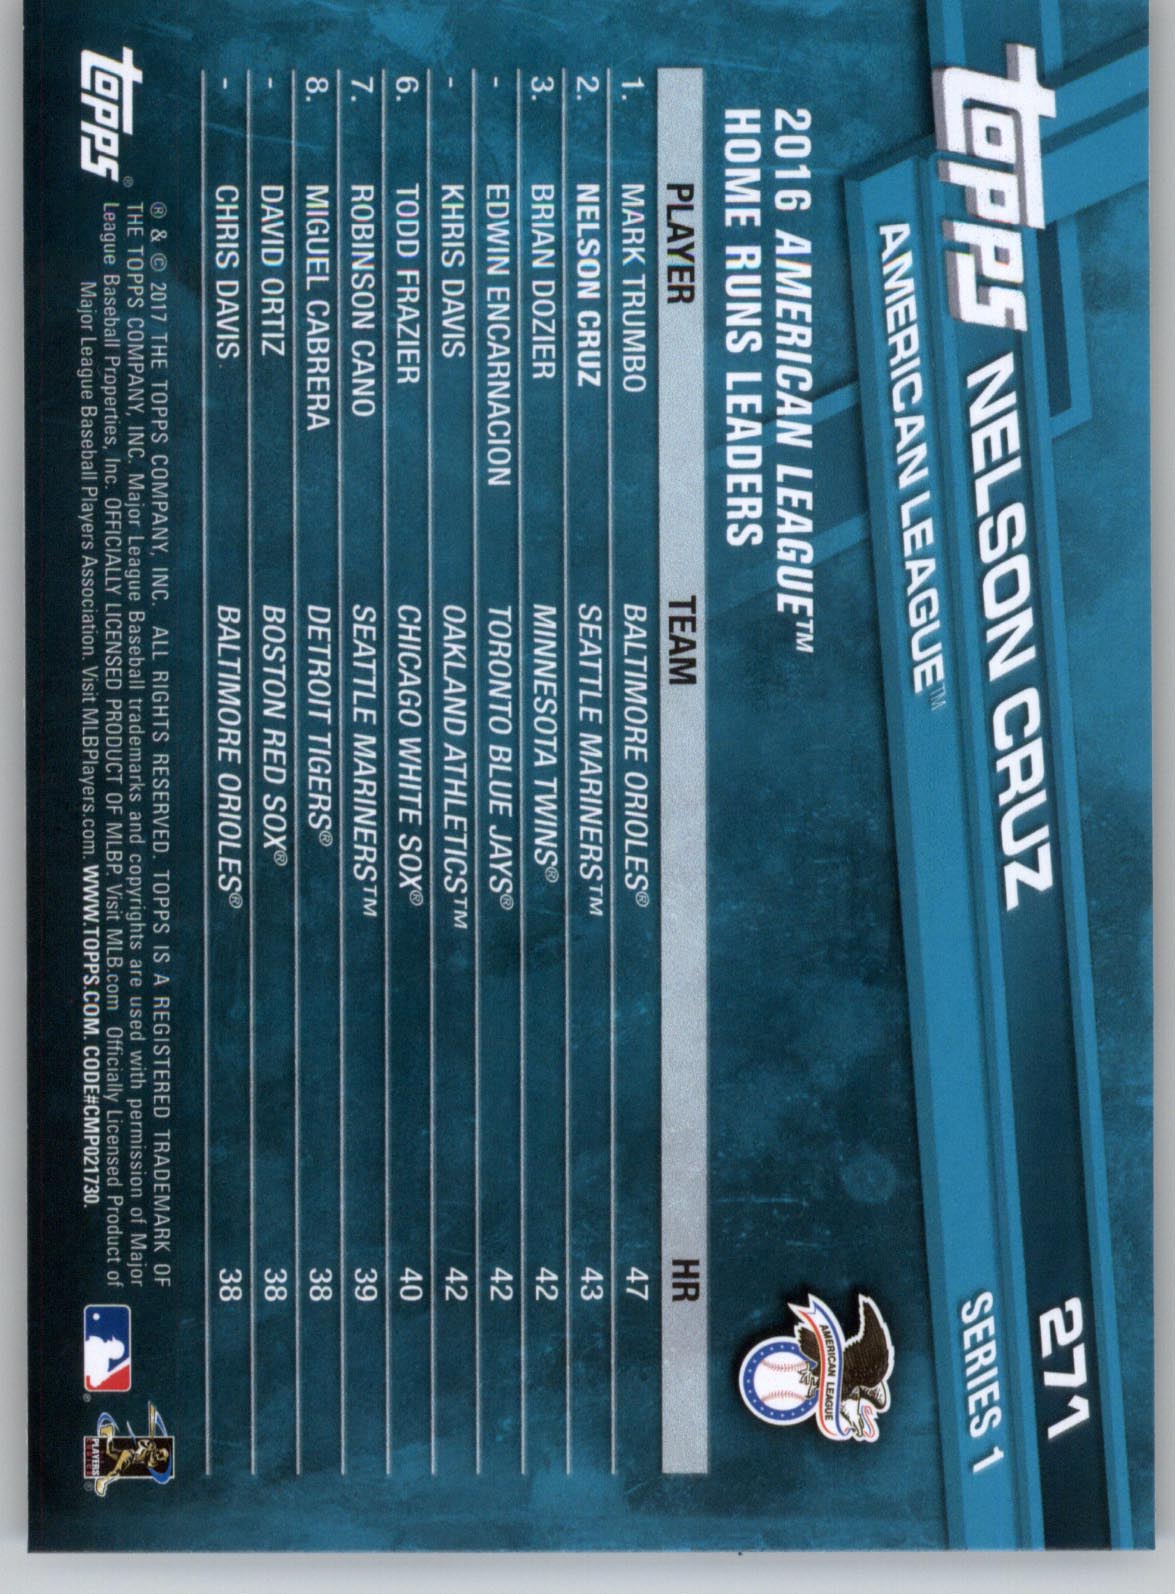 topps NELSON CRUZ 271
AMERICAN LEAGUE™ SERIES 1
2016 AMERICAN LEAGUE™
HOME RUNS LEADERS
AMERICAN LEAGUE
PLAYER TEAM HR
1. MARK TRUMBO BALTIMORE ORIOLES® 47
2. NELSON CRUZ SEATTLE MARINERS™ 43
3. BRIAN DOZIER MINNESOTA TWINS® 42
- EDWIN ENCARNACION TORONTO BLUE JAYS® 42
- KHRIS DAVIS OAKLAND ATHLETICS™ 42
6. TODD FRAZIER CHICAGO WHITE SOX® 40
7. ROBINSON CANO SEATTLE MARINERS™ 39
8. MIGUEL CABRERA DETROIT TIGERS® 38
- DAVID ORTIZ BOSTON RED SOX® 38
- CHRIS DAVIS BALTIMORE ORIOLES® 38
topps®
® & © 2017 THE TOPPS COMPANY, INC. ALL RIGHTS RESERVED. TOPPS IS A REGISTERED TRADEMARK OF
THE TOPPS COMPANY, INC. Major League Baseball trademarks and copyrights are used with permission of Major
League Baseball Properties, Inc. OFFICIALLY LICENSED PRODUCT OF MLBP. Visit MLB.com Officially Licensed Product of
Major League Baseball Players Association. Visit MLBPlayers.com. WWW.TOPPS.COM. CODE#CMP021730.
PLAYERS